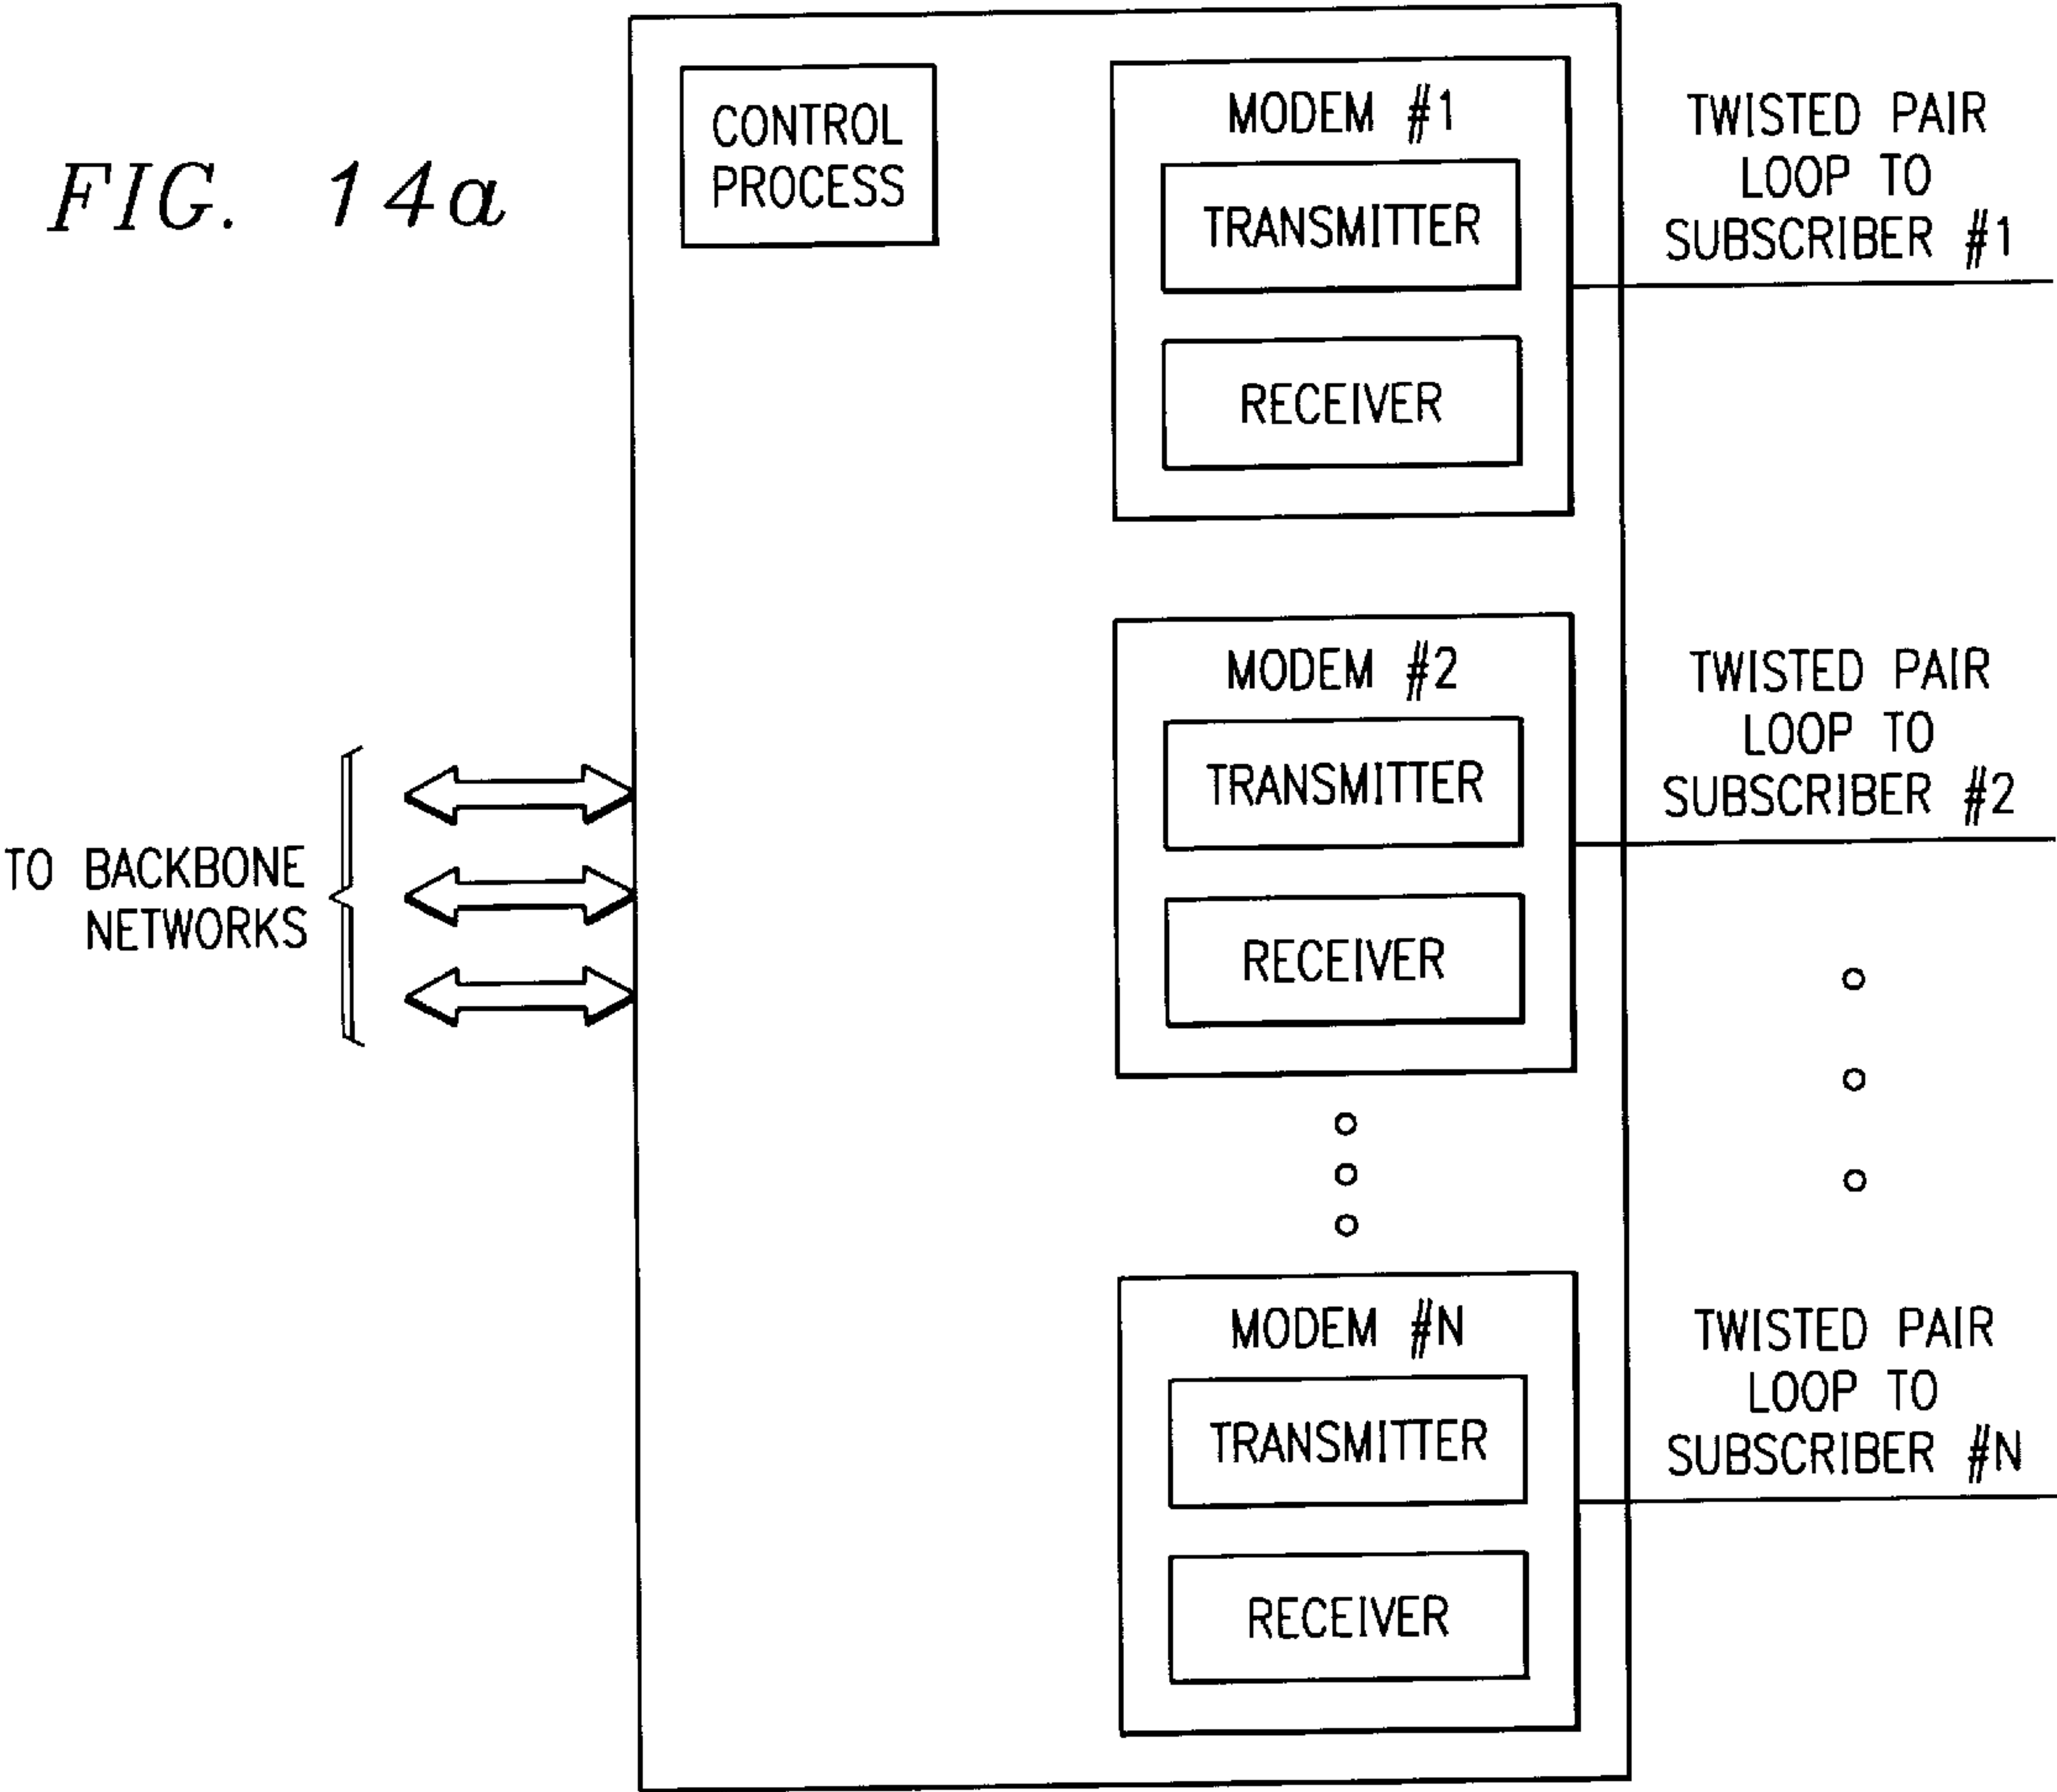 FIG. 14a
CONTROL
PROCESS
MODEM #1
TRANSMITTER
RECEIVER
TWISTED PAIR
LOOP TO
SUBSCRIBER #1
MODEM #2
TRANSMITTER
RECEIVER
TWISTED PAIR
LOOP TO
SUBSCRIBER #2
TO BACKBONE
NETWORKS
MODEM #N
TRANSMITTER
RECEIVER
TWISTED PAIR
LOOP TO
SUBSCRIBER #N